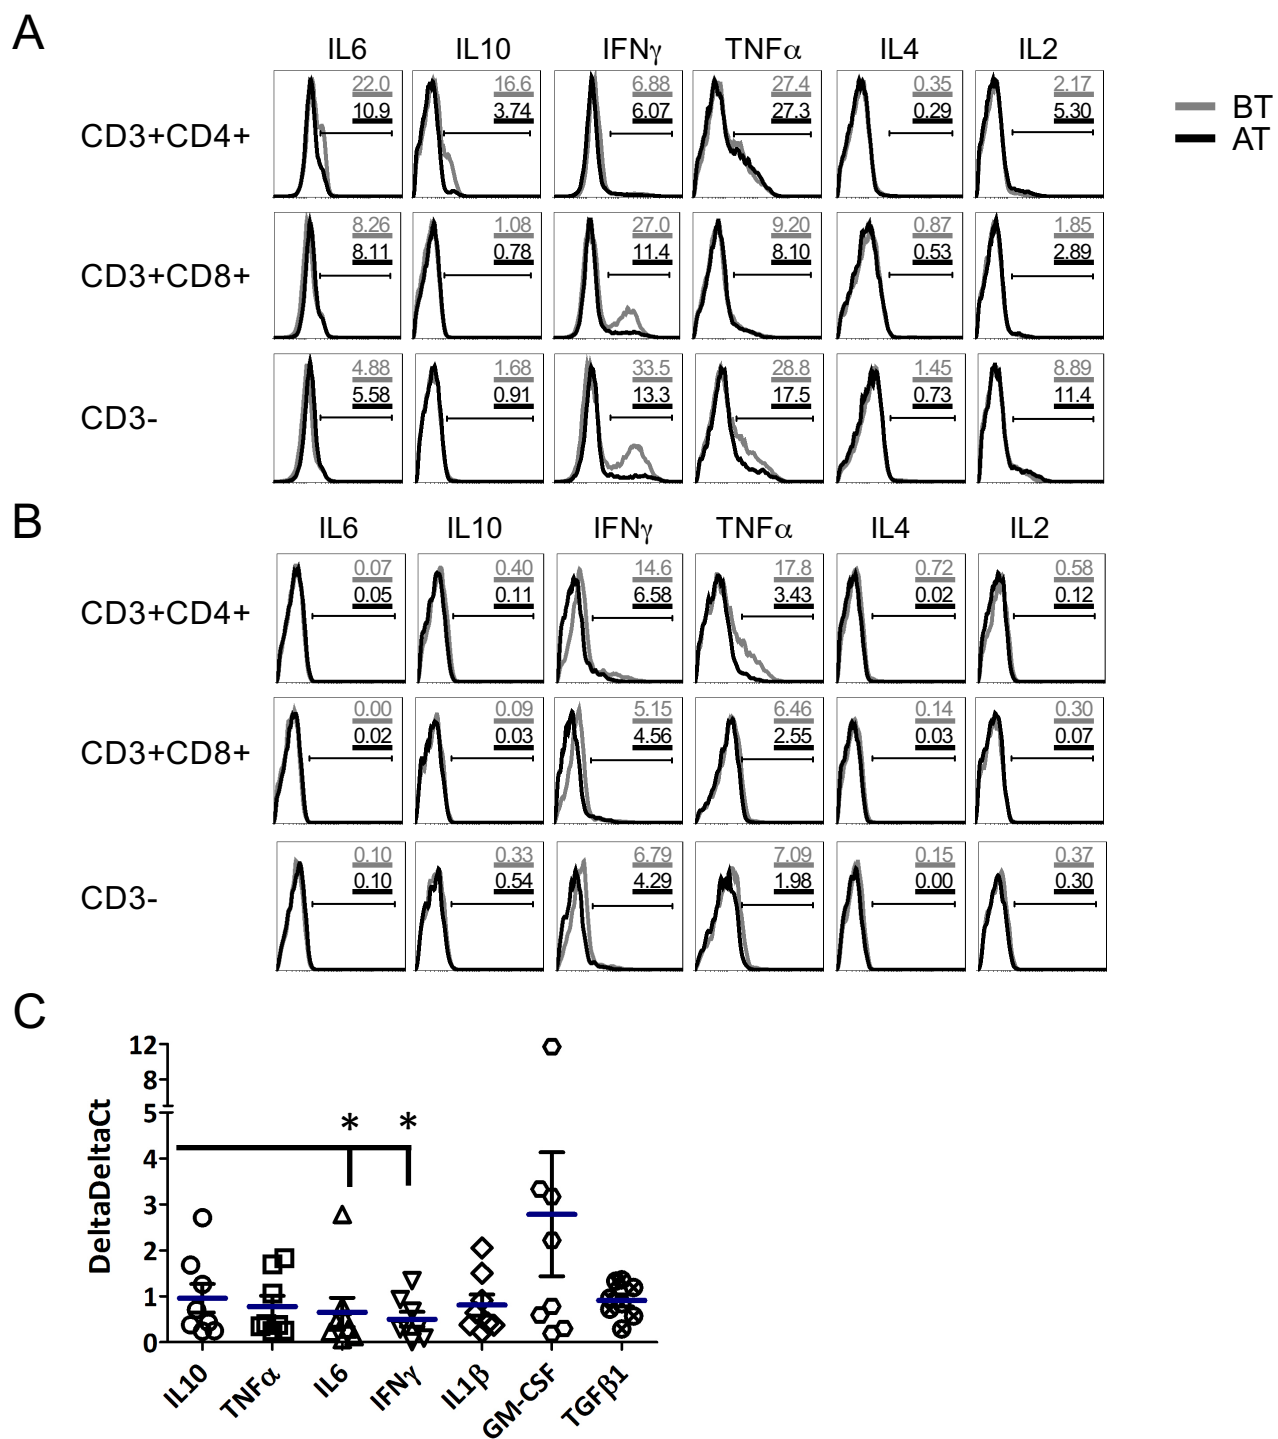 A
IL6 IL10 IFNγ TNFα IL4 IL2
BT
AT
CD3+CD4+
22.0 16.6 6.88 27.4 0.35 2.17
10.9 3.74 6.07 27.3 0.29 5.30
CD3+CD8+
8.26 1.08 27.0 9.20 0.87 1.85
8.11 0.78 11.4 8.10 0.53 2.89
CD3-
4.88 1.68 33.5 28.8 1.45 8.89
5.58 0.91 13.3 17.5 0.73 11.4
B
IL6 IL10 IFNγ TNFα IL4 IL2
CD3+CD4+
0.07 0.40 14.6 17.8 0.72 0.58
0.05 0.11 6.58 3.43 0.02 0.12
CD3+CD8+
0.00 0.09 5.15 6.46 0.14 0.30
0.02 0.03 4.56 2.55 0.03 0.07
CD3-
0.10 0.33 6.79 7.09 0.15 0.37
0.10 0.54 4.29 1.98 0.00 0.30
C
DeltaDeltaCt
12
8
5
5
4
3
2
1
0
* *
IL10 TNFα IL6 IFNγ IL1β GM-CSF TGFβ1